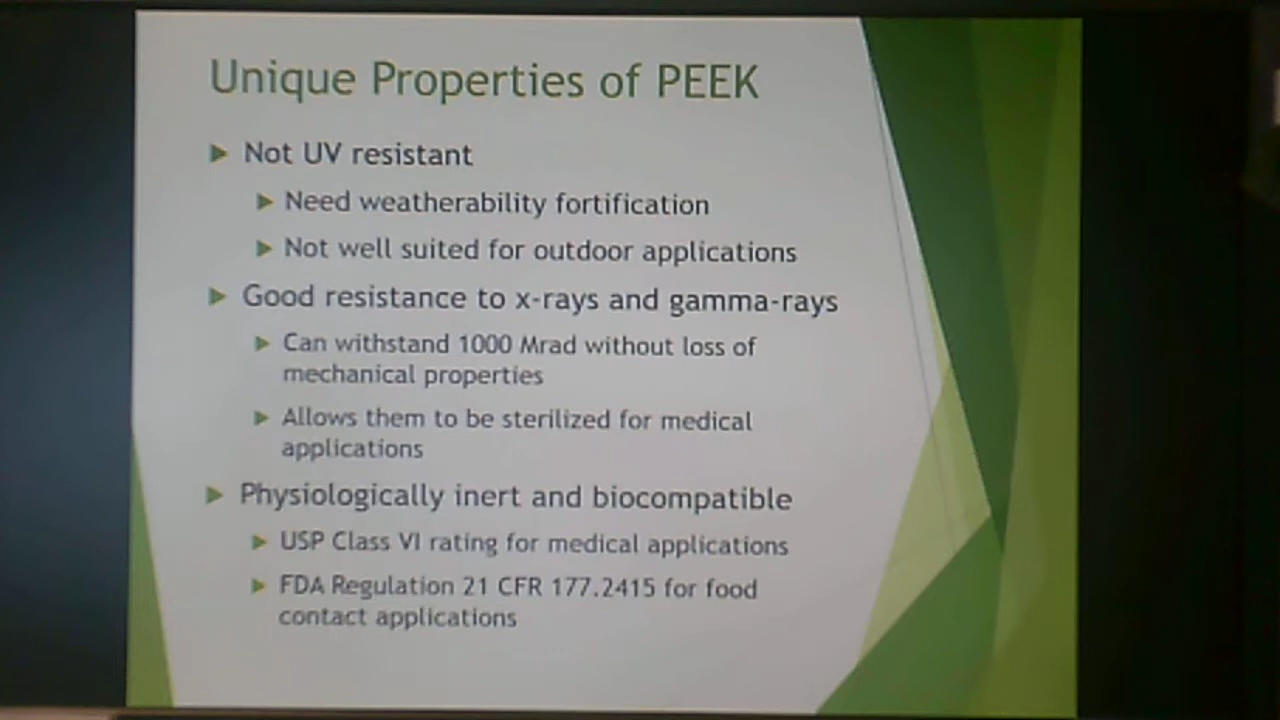 Unique Properties of PEEK
Not UV resistant
Need weatherability fortification
Not well suited for outdoor applications
Good resistance to x-rays and gamma-rays
Can withstand 1000 Mrad without loss of
mechanical properties
Allows them to be sterilized for medical
applications
Physiologically inert and biocompatible
USP Class VI rating for medical applications
FDA Regulation 21 CFR 177.2415 for food
contact applications